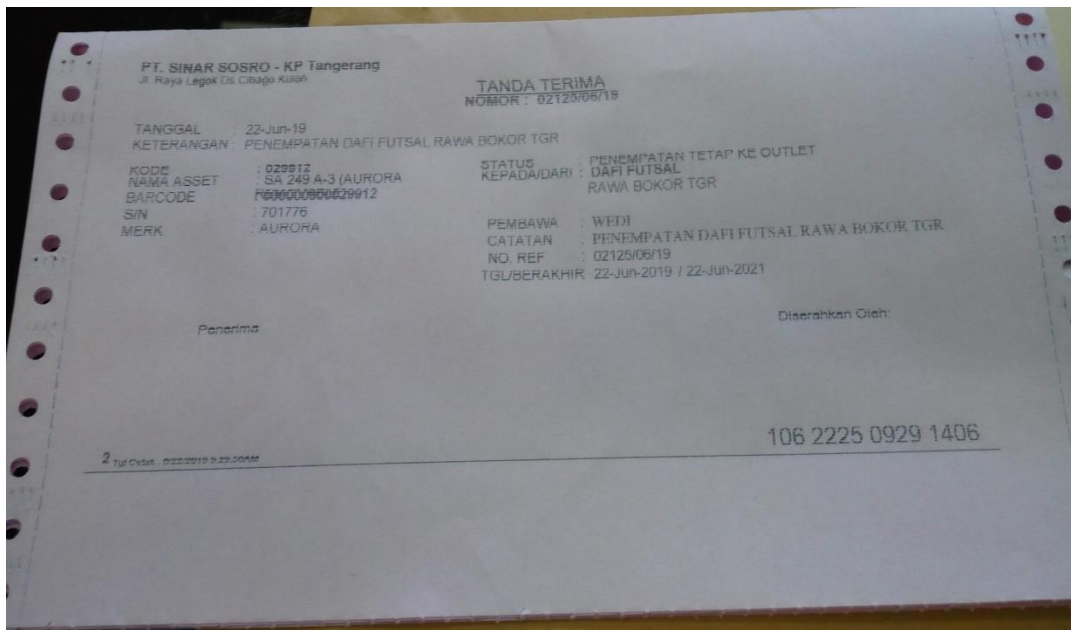 PT. SINAR SOSRO - KP Tangerang
Jl. Raya Legok Ds. Cibogo Kulon
TANDA TERIMA
NOMOR : 02125/06/19
TANGGAL : 22-Jun-19
KETERANGAN : PENEMPATAN DAFI FUTSAL RAWA BOKOR TGR
KODE : 029912
NAMA ASSET : SA 249 A-3 (AURORA
BARCODE
S/N : 701776
MERK : AURORA
STATUS : PENEMPATAN TETAP KE OUTLET
KEPADA/DARI : DAFI FUTSAL
RAWA BOKOR TGR
PEMBAWA : WEDI
CATATAN : PENEMPATAN DAFI FUTSAL RAWA BOKOR TGR
NO. REF : 02125/06/19
TGL/BERAKHIR 22-Jun-2019 / 22-Jun-2021
Penerima
Diserahkan Oleh:
106 2225 0929 1406
2 Tgl Cetak :